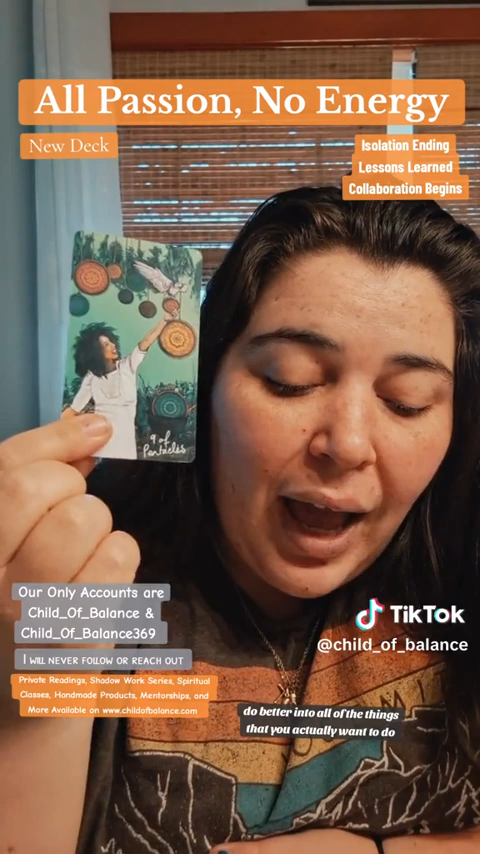 All Passion, No Energy
New Deck
Isolation Ending
Lessons Learned
Collaboration Begins
9 of
Pentacles
Our Only Accounts are
Child_Of_Balance &
Child_Of_Balance369
I WILL NEVER FOLLOW OR REACH OUT
Private Readings, Shadow Work Series, Spiritual
Classes, Handmade Products, Mentorships, and
More Available on www.childofbalance.com
TikTok
@child_of_balance
do better into all of the things
that you actually want to do